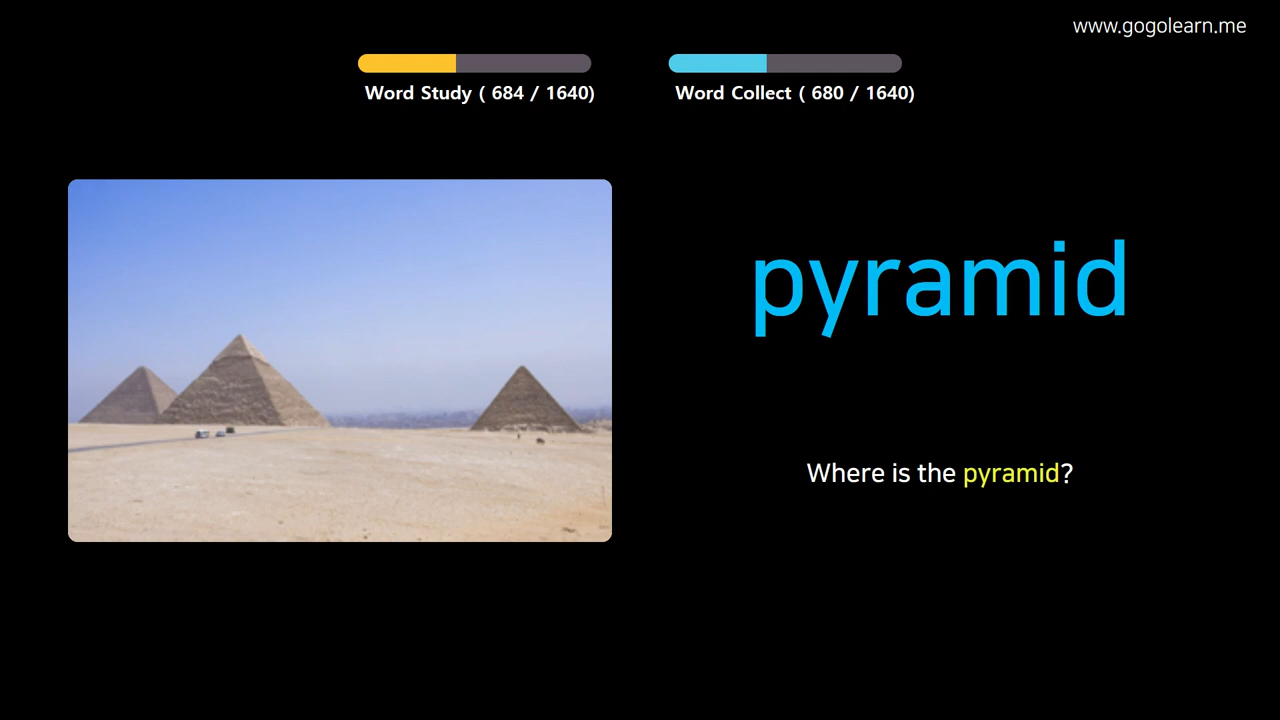 www.gogolearn.me
Word Study ( 684 / 1640)
Word Collect ( 680 / 1640)
pyramid
Where is the pyramid?